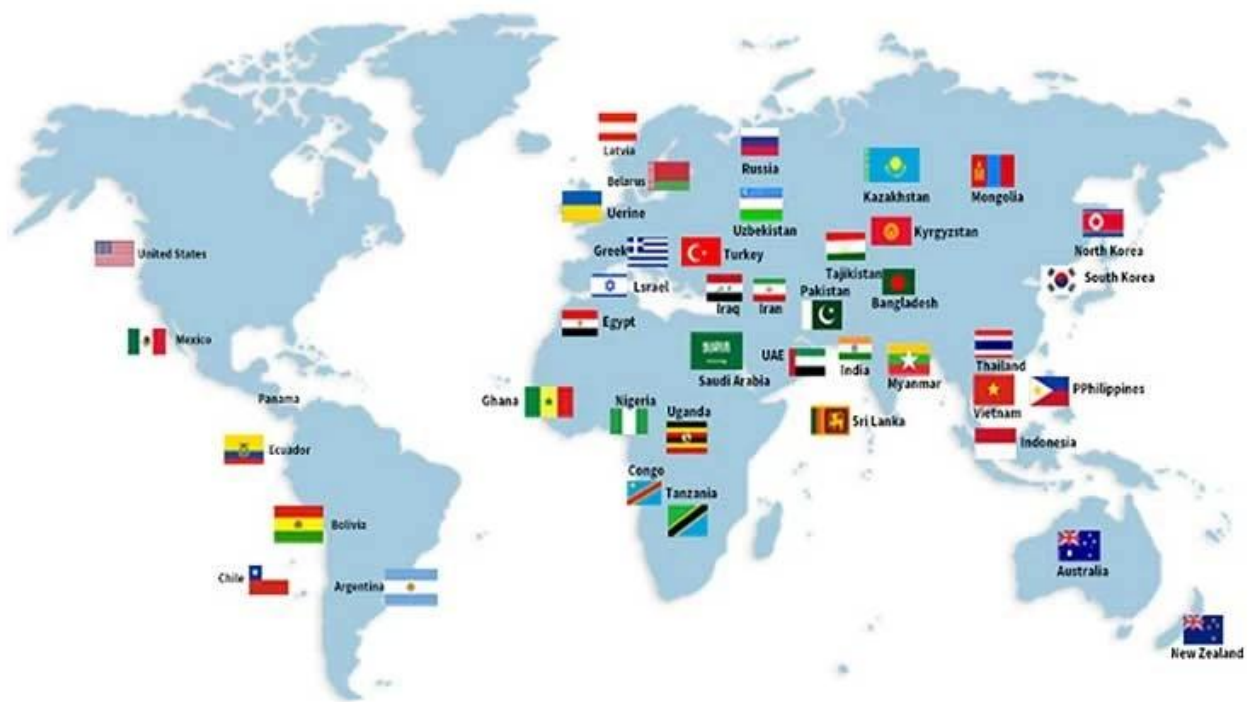 Latvia
Russia
Belarus
Kazakhstan
Mongolia
Uerine
Uzbekistan
Kyrgyzstan
North Korea
United States
Greek
Turkey
Tajikistan
South Korea
Lsrael
Iraq
Iran
Pakistan
Bangladesh
Egypt
Mexico
UAE
India
Myanmar
Thailand
Saudi Arabia
Panama
Ghana
Nigeria
Uganda
Sri Lanka
Vietnam
PPhilippines
Ecuador
Indonesia
Congo
Tanzania
Bolivia
Chile
Argentina
Australia
New Zealand